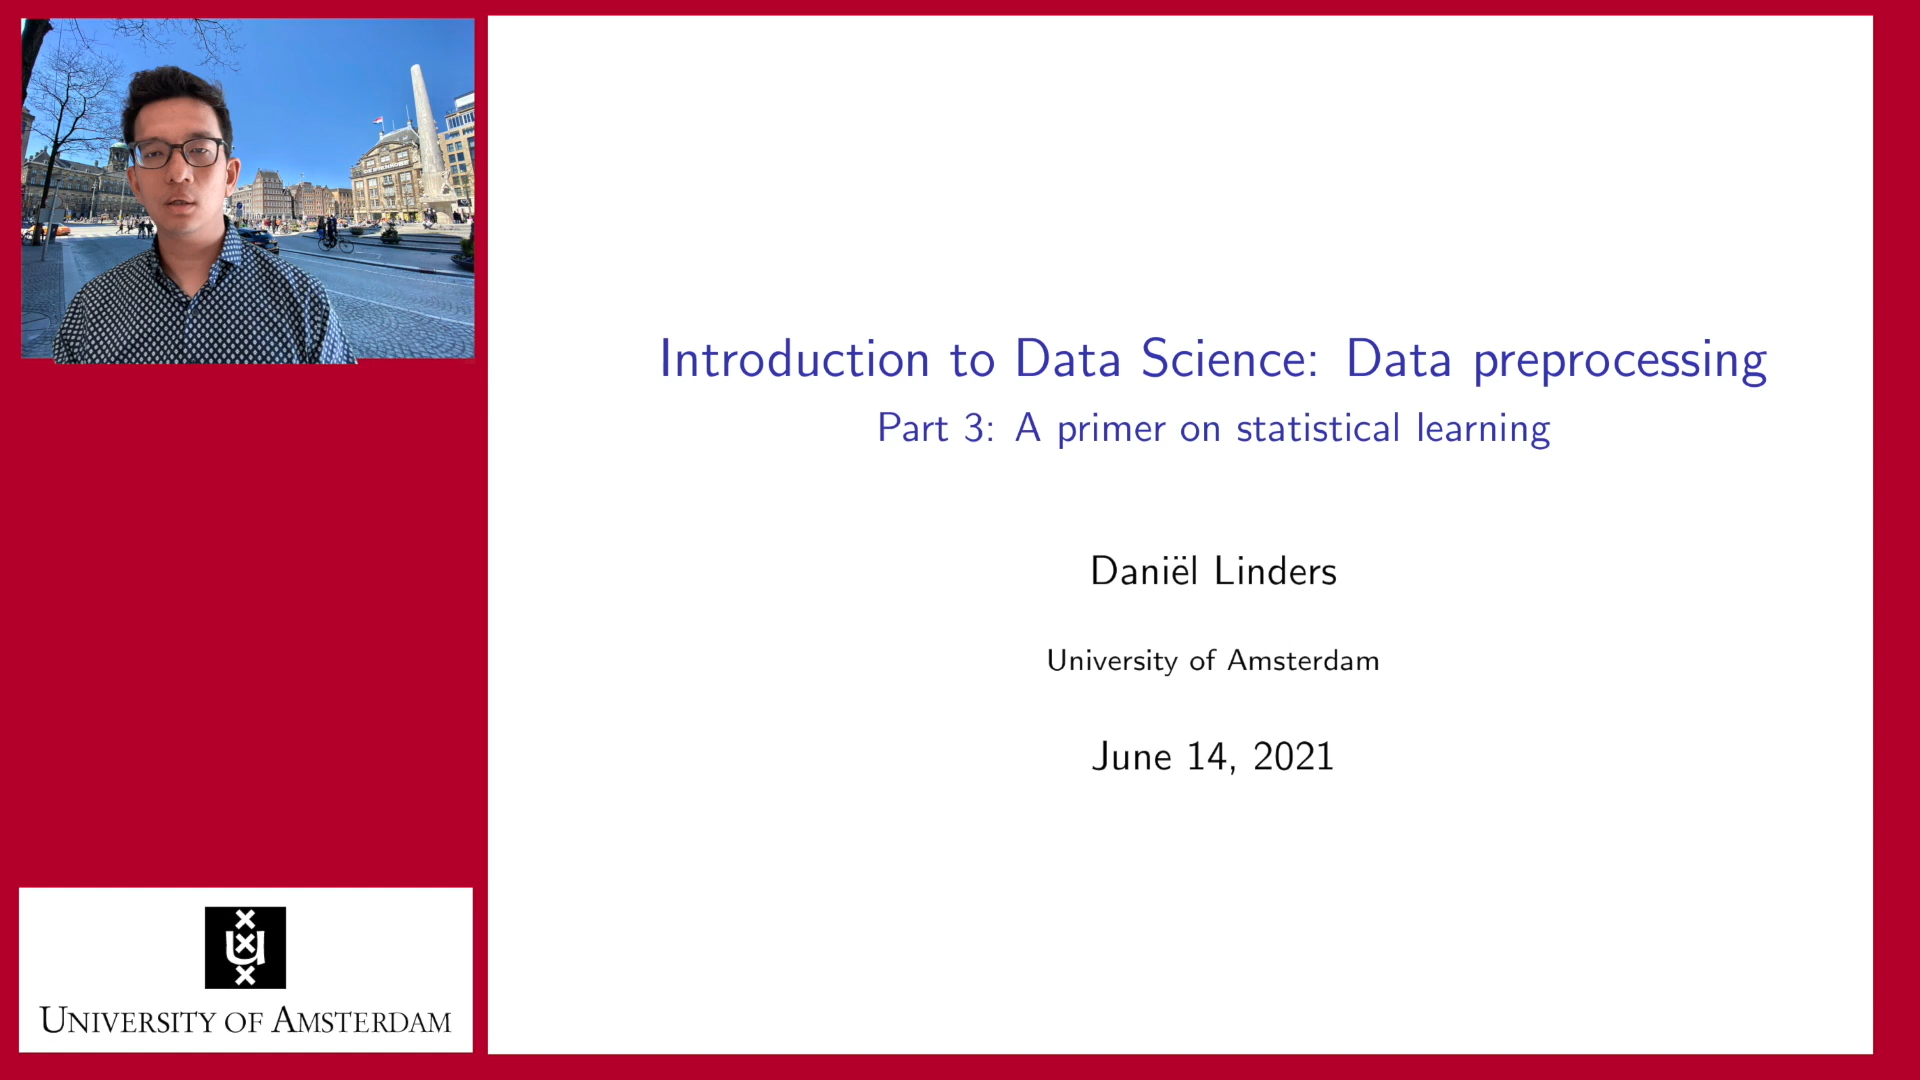 Introduction to Data Science: Data preprocessing
Part 3: A primer on statistical learning
Daniël Linders
University of Amsterdam
June 14, 2021
UNIVERSITY OF AMSTERDAM